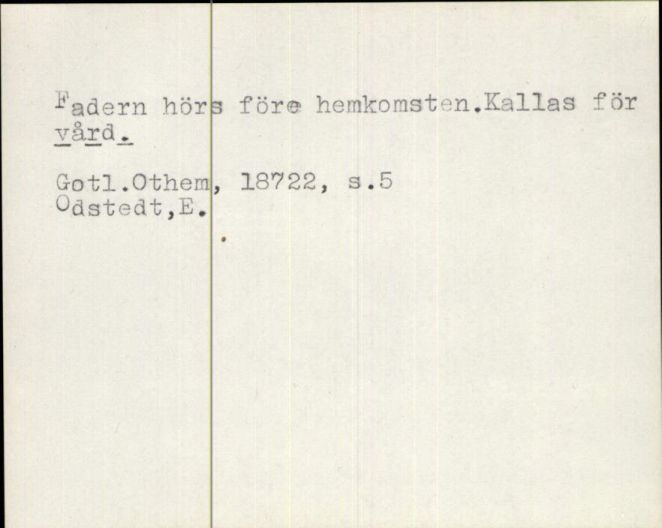 Fadern hörs före hemkomsten.Kallas för
vård.
Gotl.Othem, 18722, s.5
Odstedt,E.